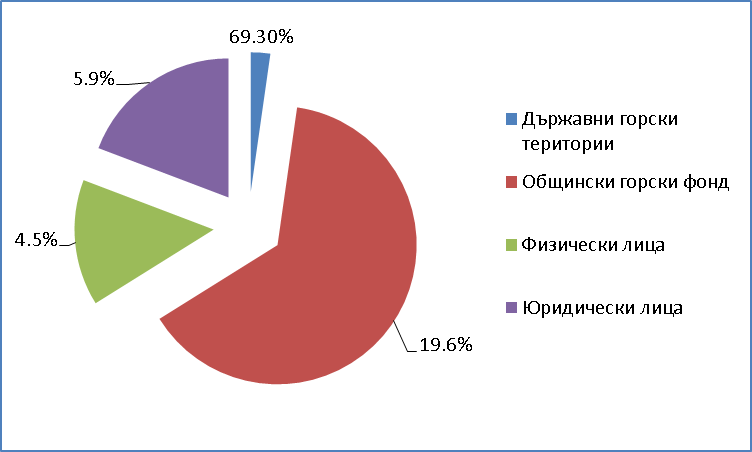 69.30%
5.9%
4.5%
19.6%
Държавни горски
територии
Общински горски фонд
Физически лица
Юридически лица